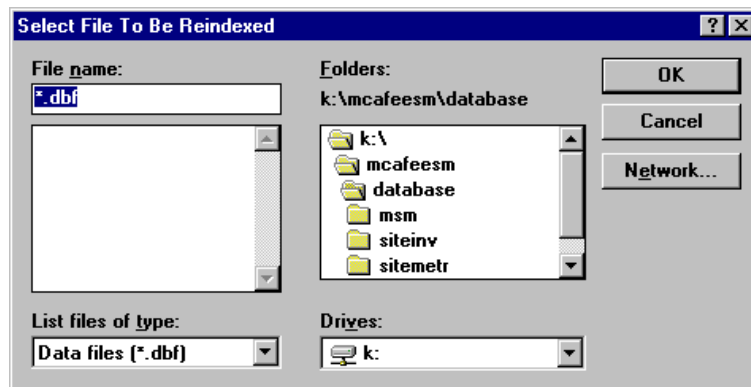 Select File To Be Reindexed
File name:
*.dbf
Folders:
k:\mcafeesm\database
k:\
mcafeesm
database
msm
siteinv
sitemetr
OK
Cancel
Network...
List files of type:
Data files (*.dbf)
Drives:
k: